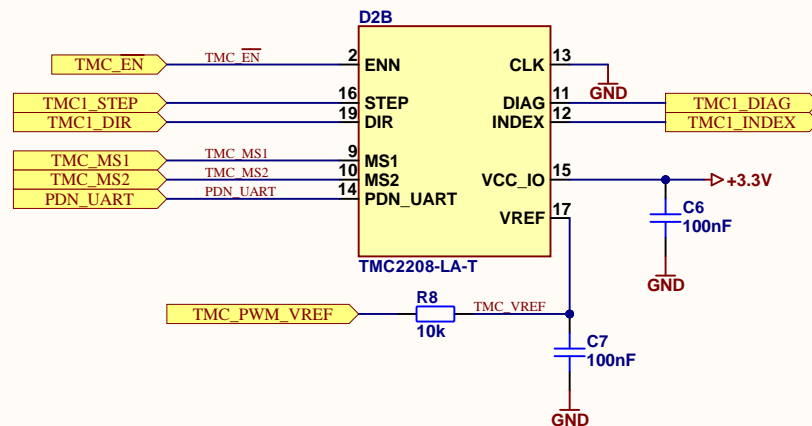 D2B
TMC_EN
TMC_EN
2
ENN
CLK
13
GND
TMC1_STEP
16
STEP
DIAG
11
TMC1_DIAG
TMC1_DIR
19
DIR
INDEX
12
TMC1_INDEX
TMC_MS1
TMC_MS1
9
MS1
TMC_MS2
TMC_MS2
10
MS2
VCC_IO
15
+3.3V
PDN_UART
PDN_UART
14
PDN_UART
VREF
17
C6
100nF
GND
TMC2208-LA-T
TMC_PWM_VREF
R8
10k
TMC_VREF
C7
100nF
GND